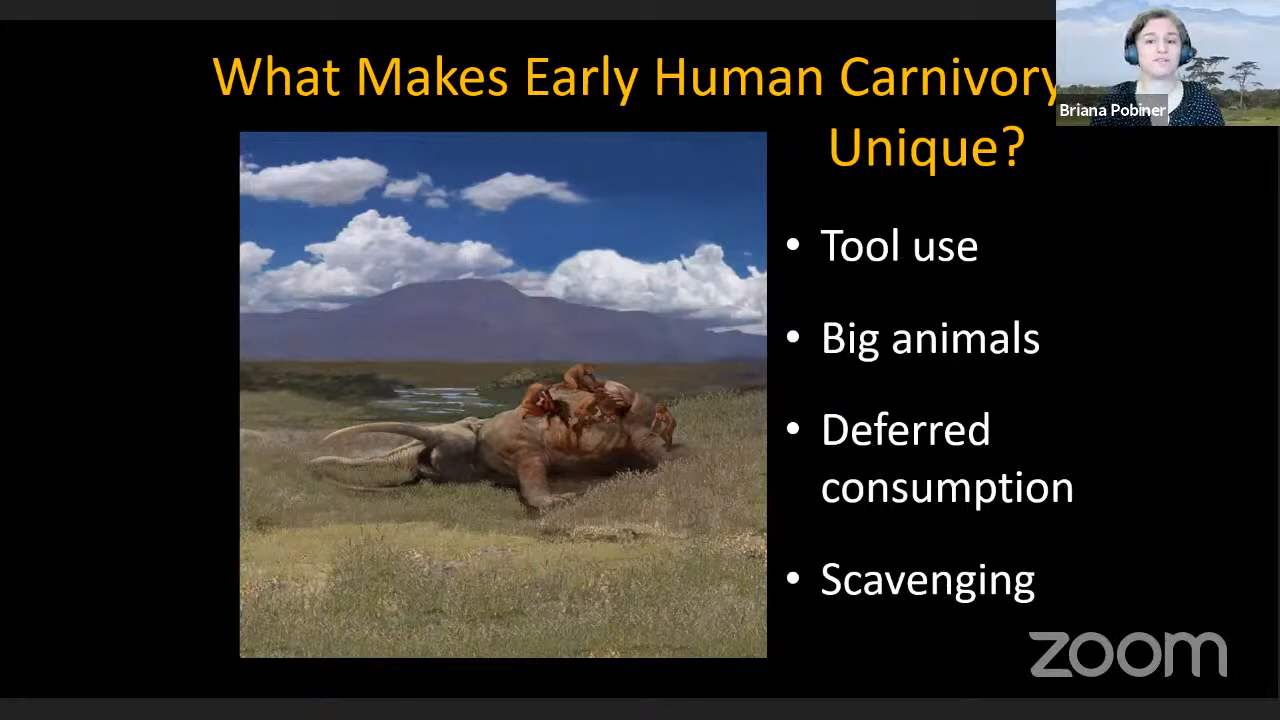 What Makes Early Human Carnivory
Unique?
Briana Pobiner
• Tool use
• Big animals
• Deferred
consumption
• Scavenging
zoom